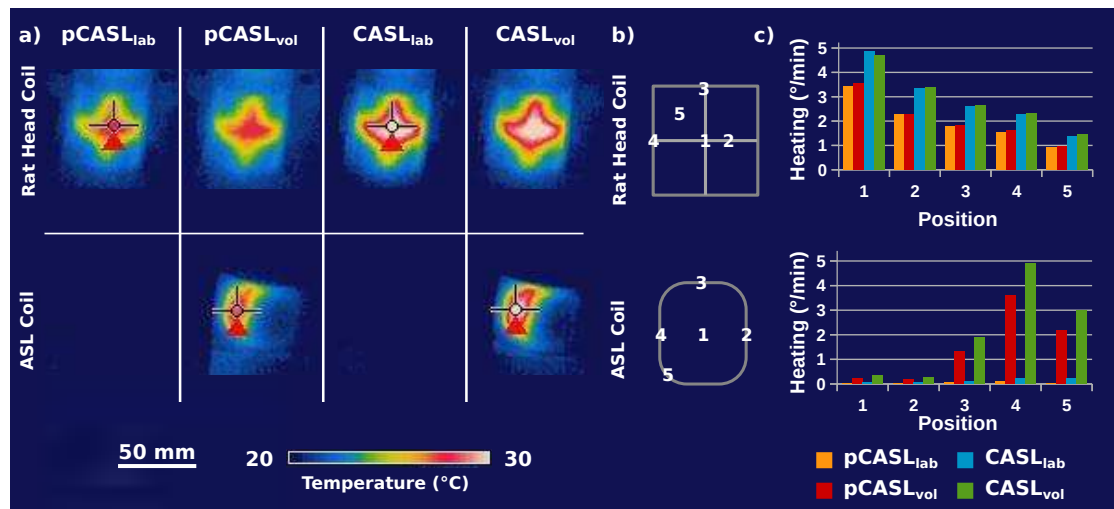 a)
pCASLlab
pCASLvol
CASLlab
CASLvol
Rat Head Coil
ASL Coil
50 mm
20
30
Temperature (°C)
b)
Rat Head Coil
3
5
4
1
2
ASL Coil
3
4
1
2
5
c)
Heating (°/min)
5
4
3
2
1
0
1 2 3 4 5
Position
Heating (°/min)
5
4
3
2
1
0
1 2 3 4 5
Position
pCASLlab
CASLlab
pCASLvol
CASLvol